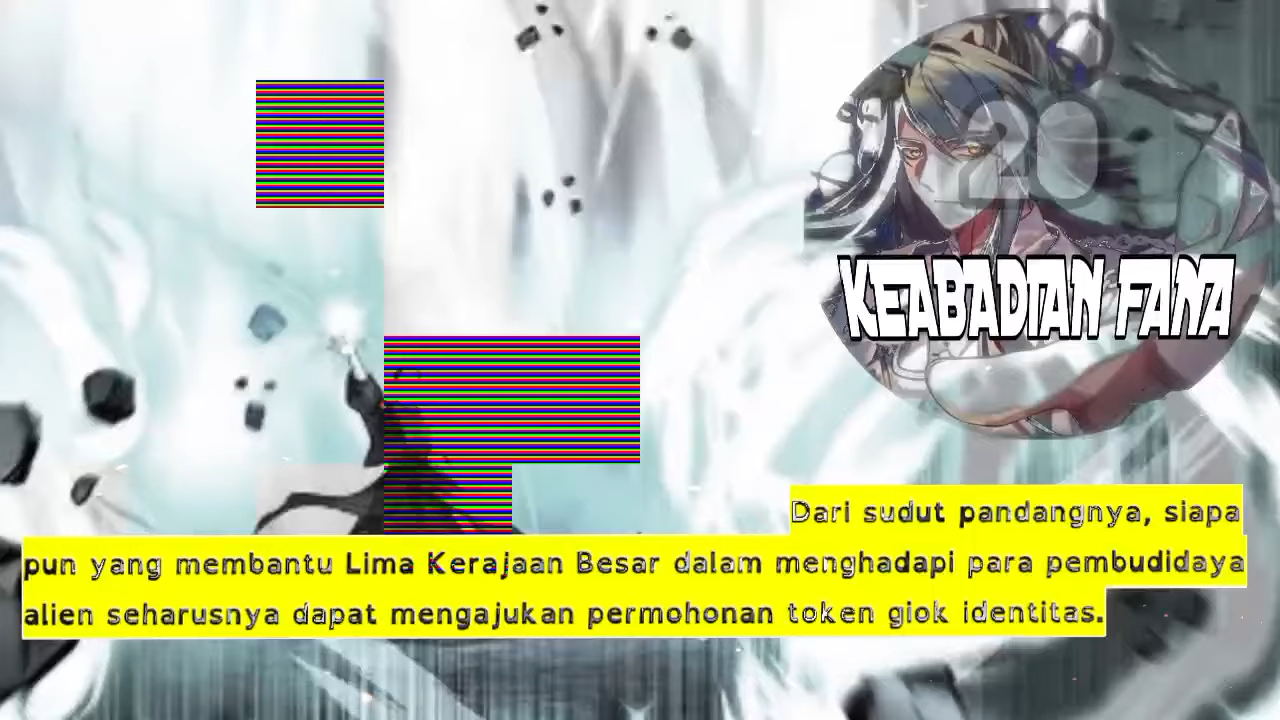 20
KEABADIAN FANA
Dari sudut pandangnya, siapa
pun yang membantu Lima Kerajaan Besar dalam menghadapi para pembudidaya
alien seharusnya dapat mengajukan permohonan token giok identitas.